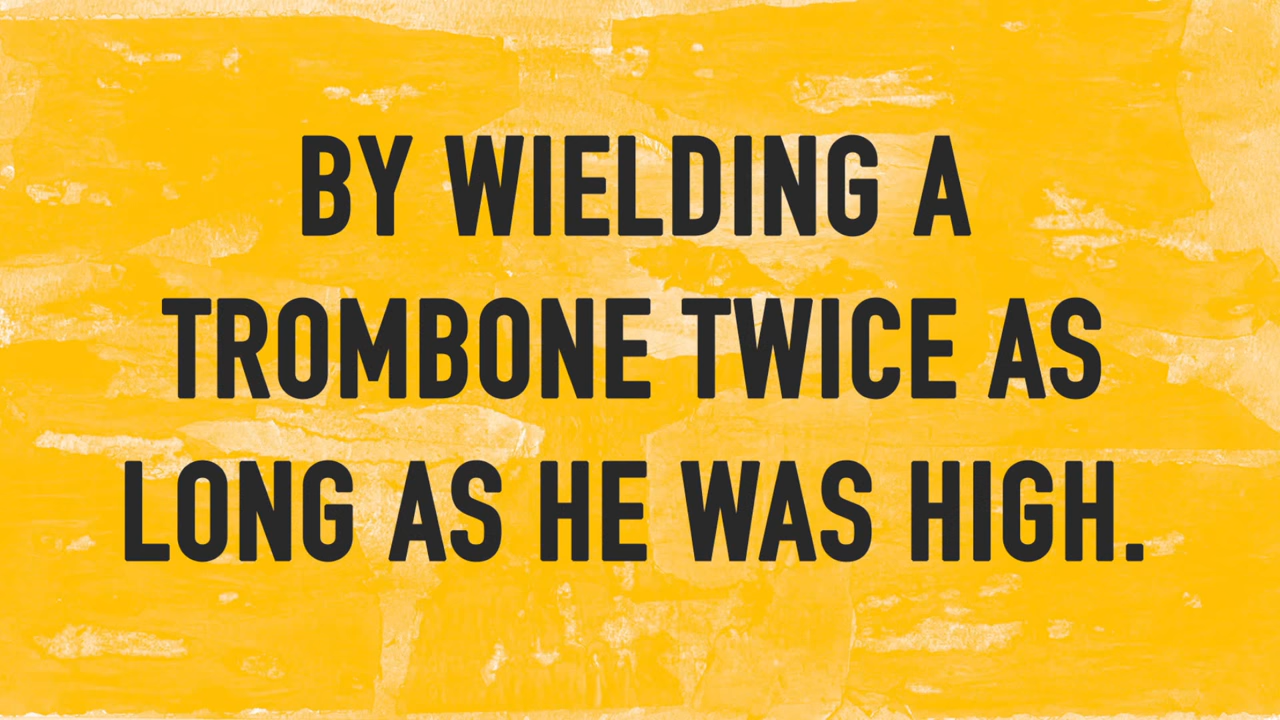 BY WIELDING A
TROMBONE TWICE AS
LONG AS HE WAS HIGH.